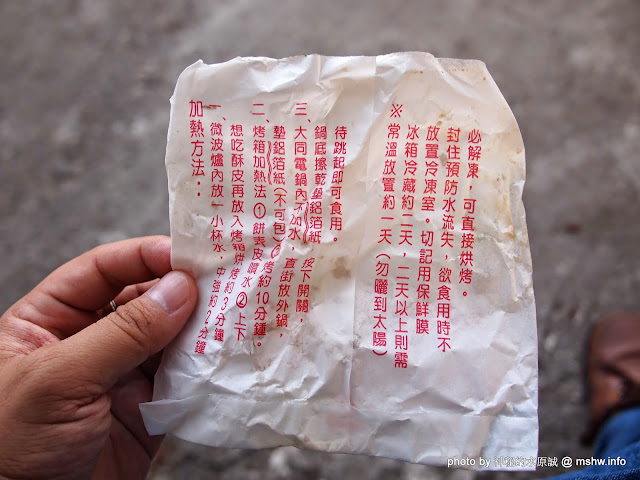 加熱方法：
一、微波爐內放一小杯水，中強約2分鐘
想吃酥皮再放入烤箱烘烤約3分鐘
二、烤箱加熱法①餅表皮噴水②上下
墊鋁箔紙(不可包)③烤約10分鐘。
三、大同電鍋內不加水，直街放外鍋，
鍋底擦乾墊鋁箔紙，按下開關，
待跳起即可食用。
※常溫放置約一天(勿曬到太陽)
冰箱冷藏約二天，二天以上則需
放置冷凍室。切記用保鮮膜
封住預防水流失，欲食用時不
必解凍，可直接烘烤。
photo by 原誠 @ mshw.info